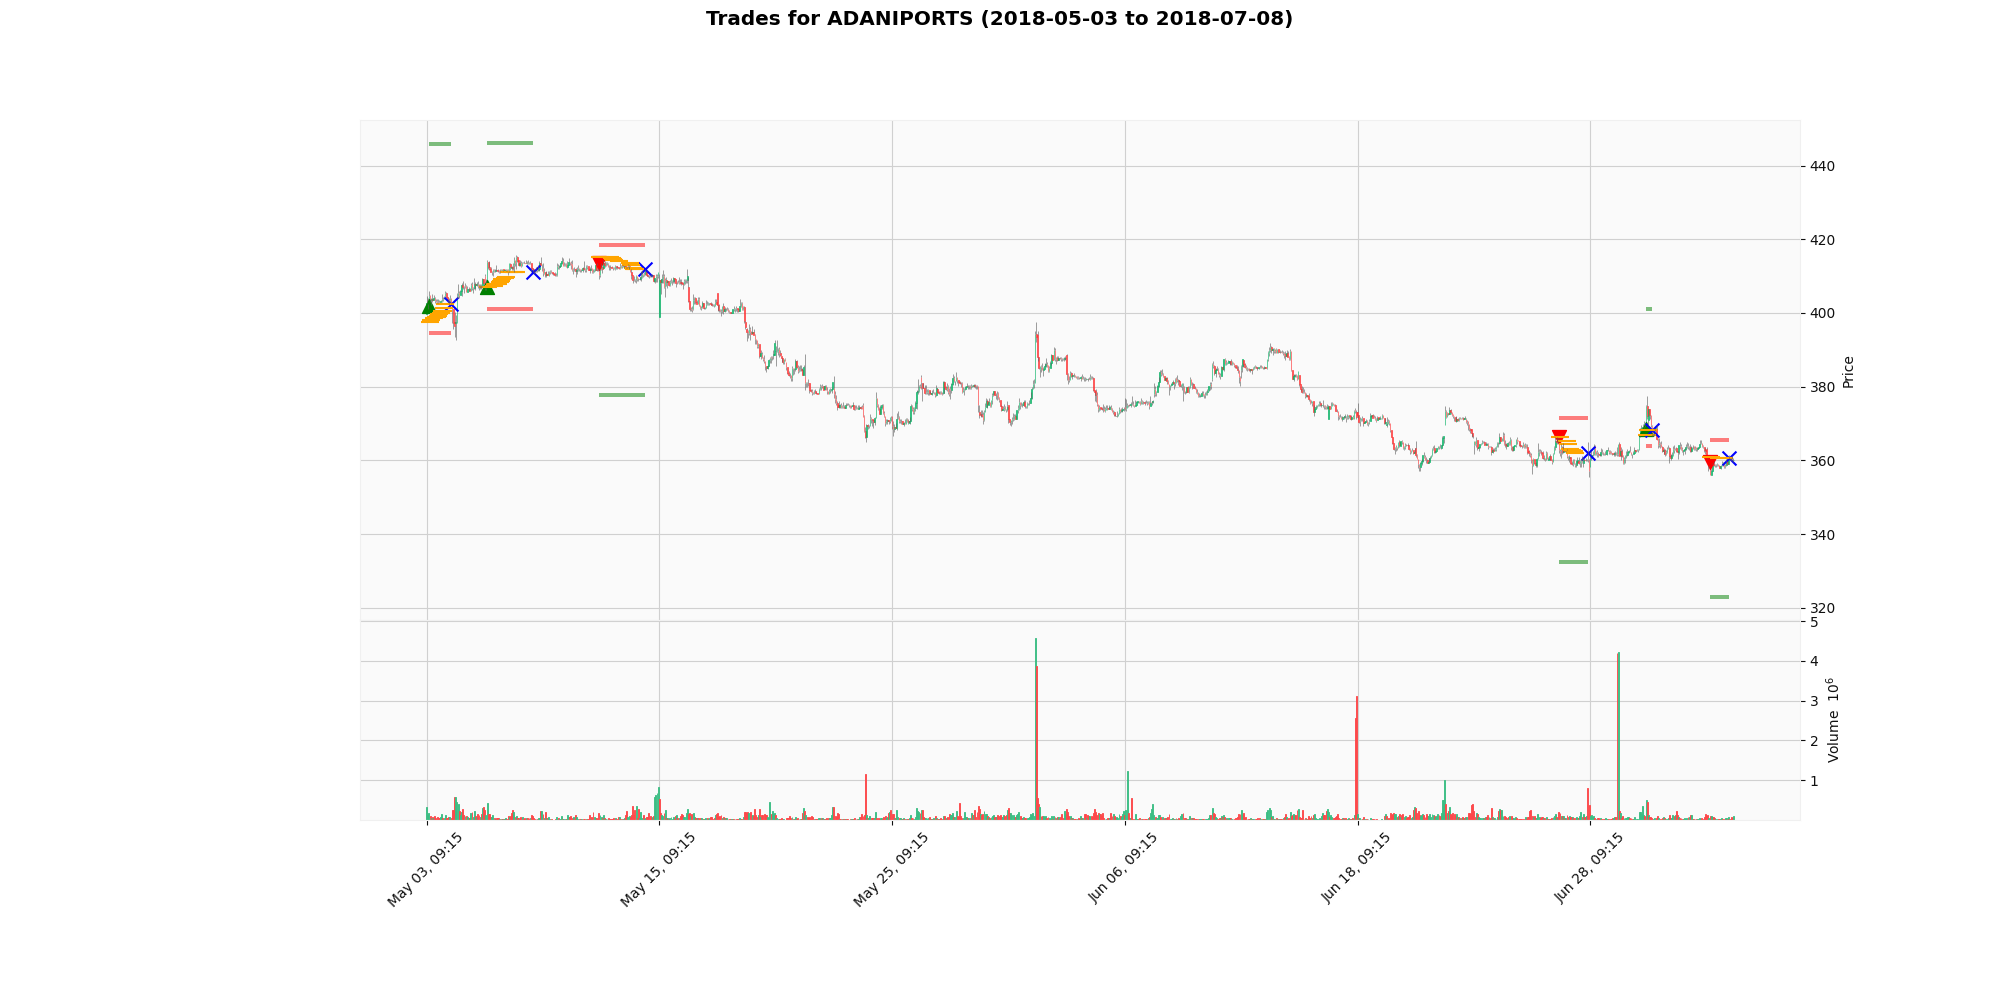 Trades for ADANIPORTS (2018-05-03 to 2018-07-08)
440
420
400
380
360
340
320
Price
5
4
3
2
1
Volume 10^6
May 03, 09:15
May 15, 09:15
May 25, 09:15
Jun 06, 09:15
Jun 18, 09:15
Jun 28, 09:15